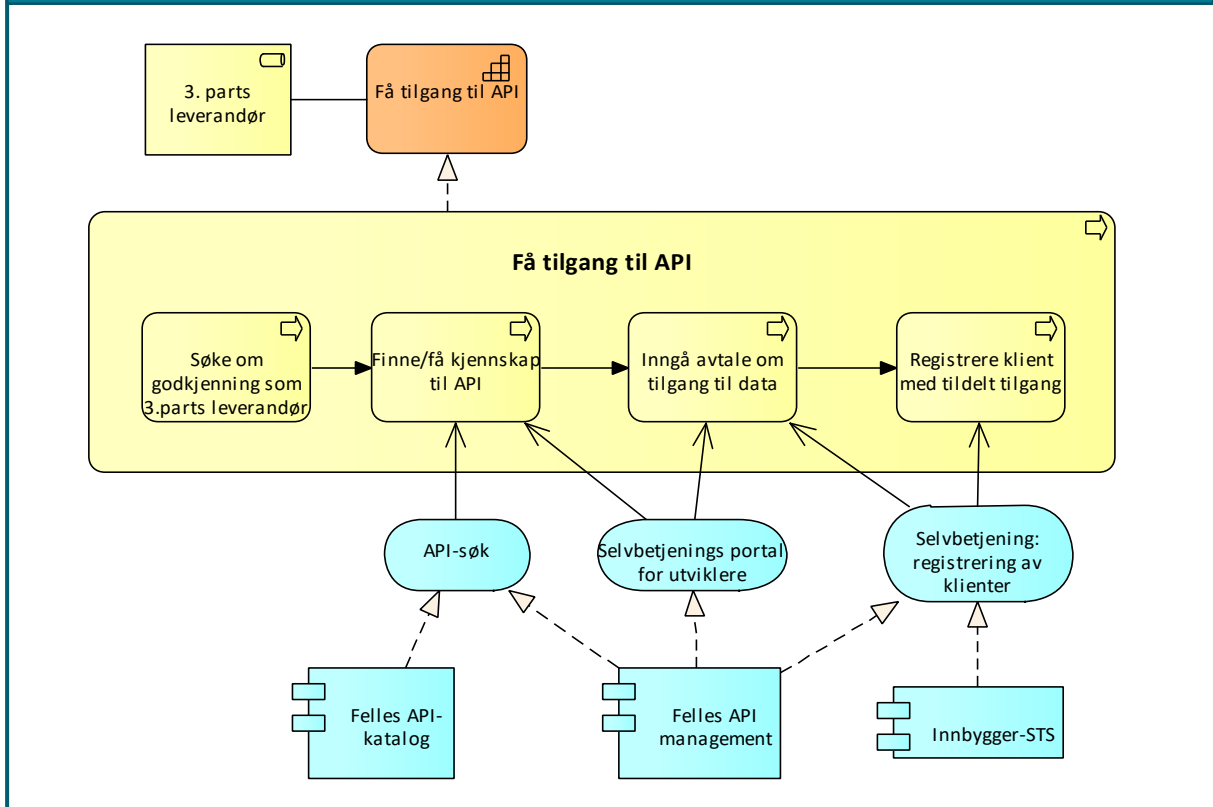 3. parts
leverandør
Få tilgang til API
Få tilgang til API
Søke om
godkjenning som
3.parts leverandør
Finne/få kjennskap
til API
Inngå avtale om
tilgang til data
Registrere klient
med tildelt tilgang
API-søk
Selvbetjenings portal
for utviklere
Selvbetjening:
registrering av
klienter
Felles API-
katalog
Felles API
management
Innbygger-STS